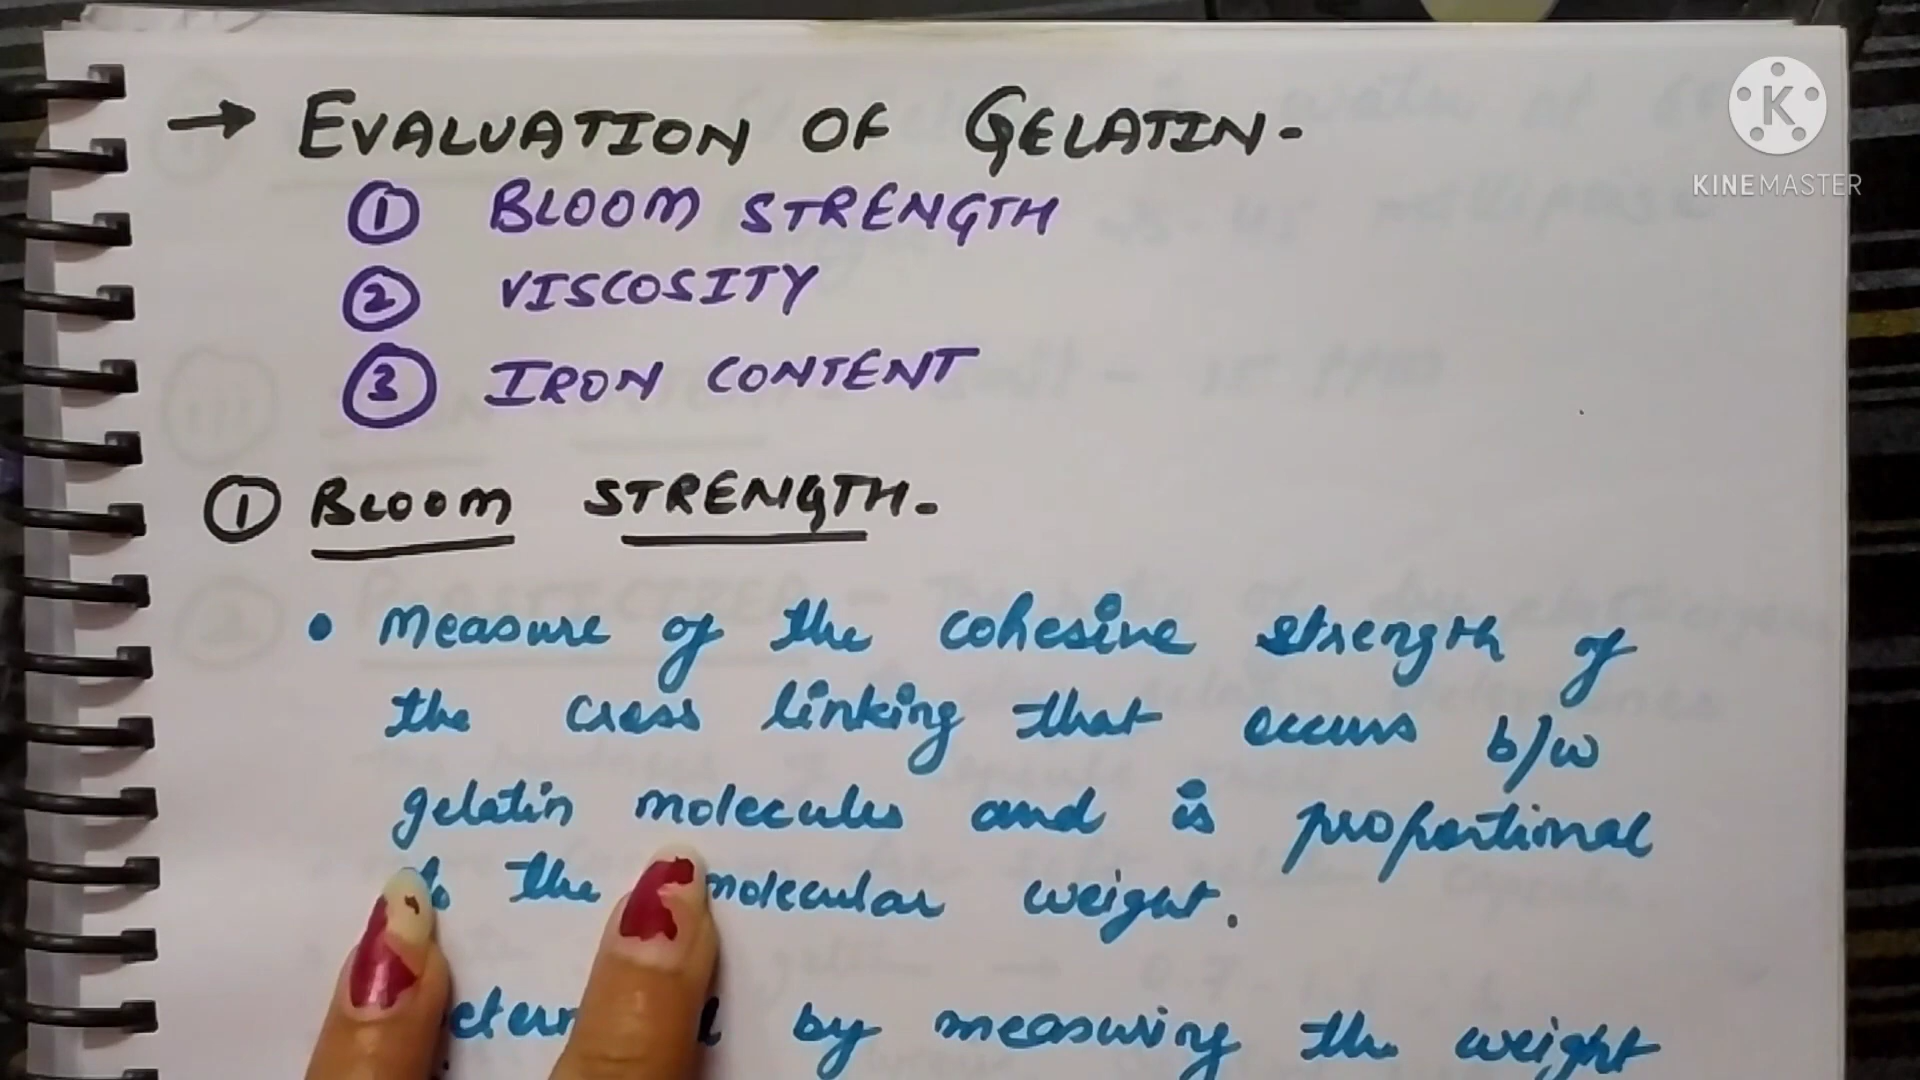 → EVALUATION OF GELATIN-
① BLOOM STRENGTH
② VISCOSITY
③ IRON CONTENT
① BLOOM STRENGTH-
• Measure of the cohesive strength of
the cross linking that occurs b/w
gelatin molecules and is proportional
to the molecular weight.
by measuring the weight
K
KINEMASTER